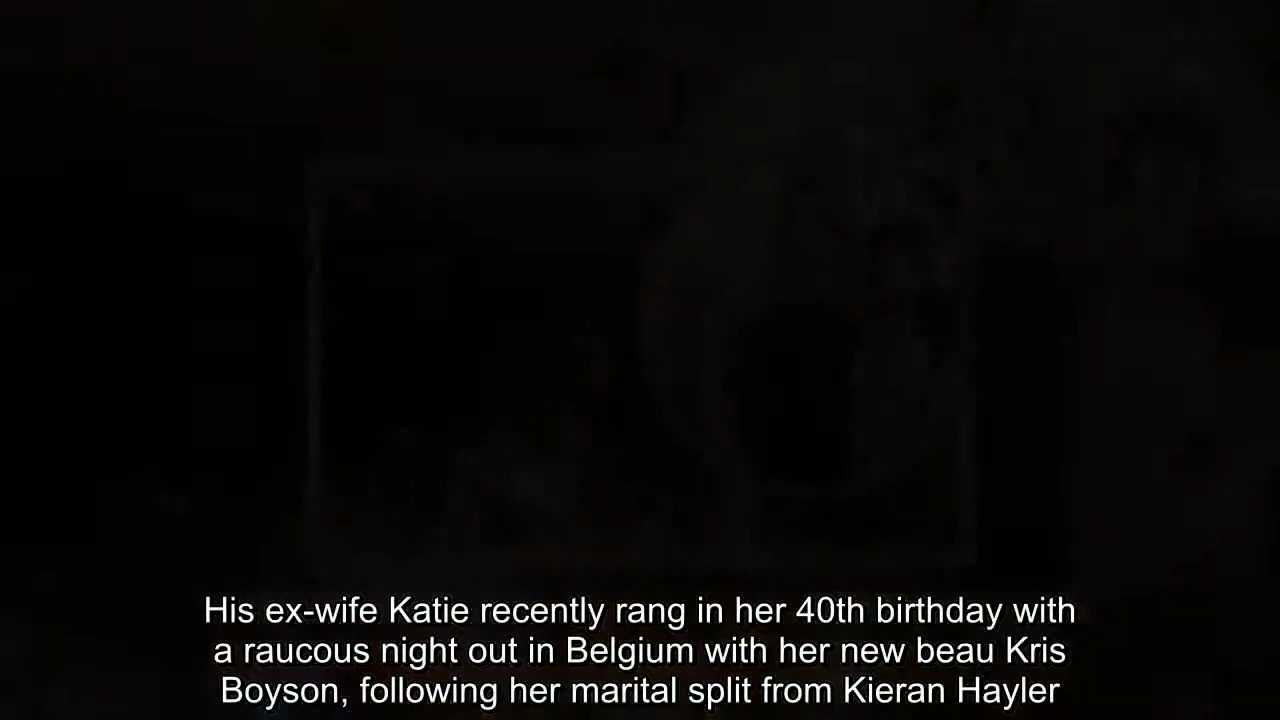 His ex-wife Katie recently rang in her 40th birthday with
a raucous night out in Belgium with her new beau Kris
Boyson, following her marital split from Kieran Hayler